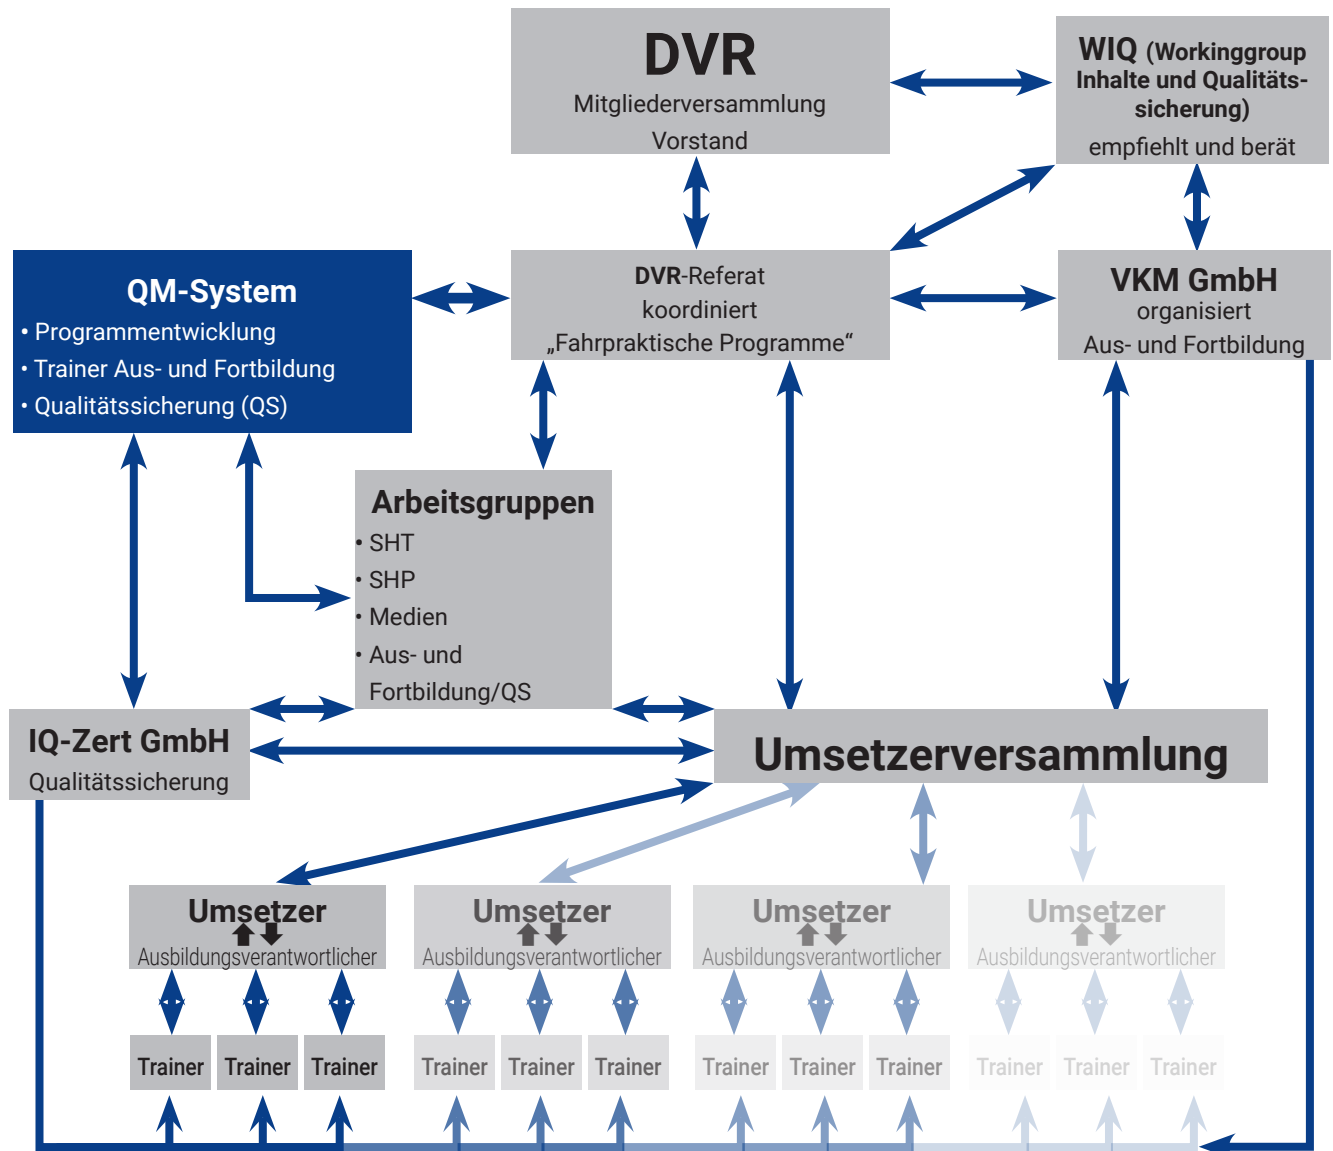 DVR
Mitgliederversammlung
Vorstand
WIQ (Workinggroup
Inhalte und Qualitäts-
sicherung)
empfiehlt und berät
QM-System
• Programmentwicklung
• Trainer Aus- und Fortbildung
• Qualitätssicherung (QS)
DVR-Referat
koordiniert
„Fahrpraktische Programme“
VKM GmbH
organisiert
Aus- und Fortbildung
Arbeitsgruppen
• SHT
• SHP
• Medien
• Aus- und
Fortbildung/QS
IQ-Zert GmbH
Qualitätssicherung
Umsetzerversammlung
Umsetzer
Ausbildungsverantwortlicher
Umsetzer
Ausbildungsverantwortlicher
Umsetzer
Ausbildungsverantwortlicher
Umsetzer
Ausbildungsverantwortlicher
Trainer
Trainer
Trainer
Trainer
Trainer
Trainer
Trainer
Trainer
Trainer
Trainer
Trainer
Trainer